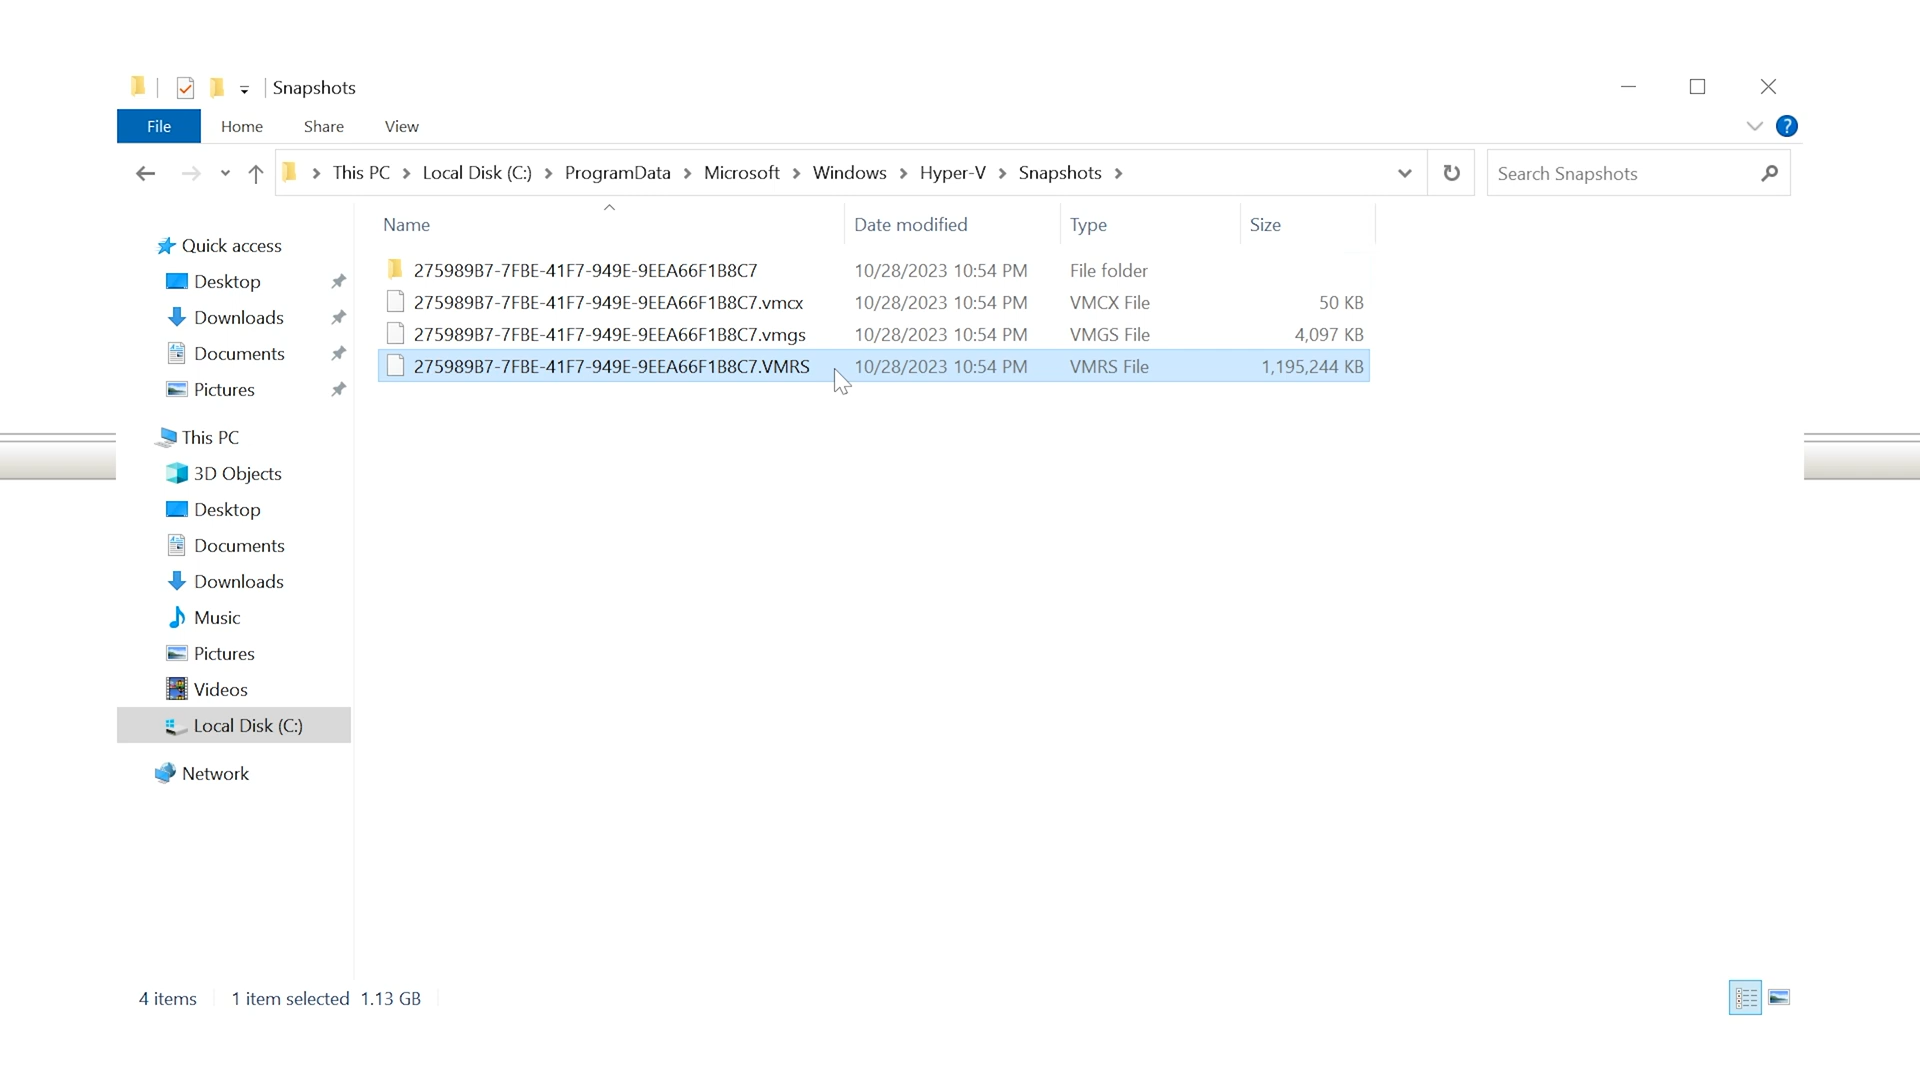 Snapshots
File Home Share View
This PC Local Disk (C:) ProgramData Microsoft Windows Hyper-V Snapshots
Search Snapshots
Name Date modified Type Size
275989B7-7FBE-41F7-949E-9EEA66F1B8C7 10/28/2023 10:54 PM File folder
275989B7-7FBE-41F7-949E-9EEA66F1B8C7.vmcx 10/28/2023 10:54 PM VMCX File 50 KB
275989B7-7FBE-41F7-949E-9EEA66F1B8C7.vmgs 10/28/2023 10:54 PM VMGS File 4,097 KB
275989B7-7FBE-41F7-949E-9EEA66F1B8C7.VMRS 10/28/2023 10:54 PM VMRS File 1,195,244 KB
Quick access
Desktop
Downloads
Documents
Pictures
This PC
3D Objects
Desktop
Documents
Downloads
Music
Pictures
Videos
Local Disk (C:)
Network
4 items 1 item selected 1.13 GB